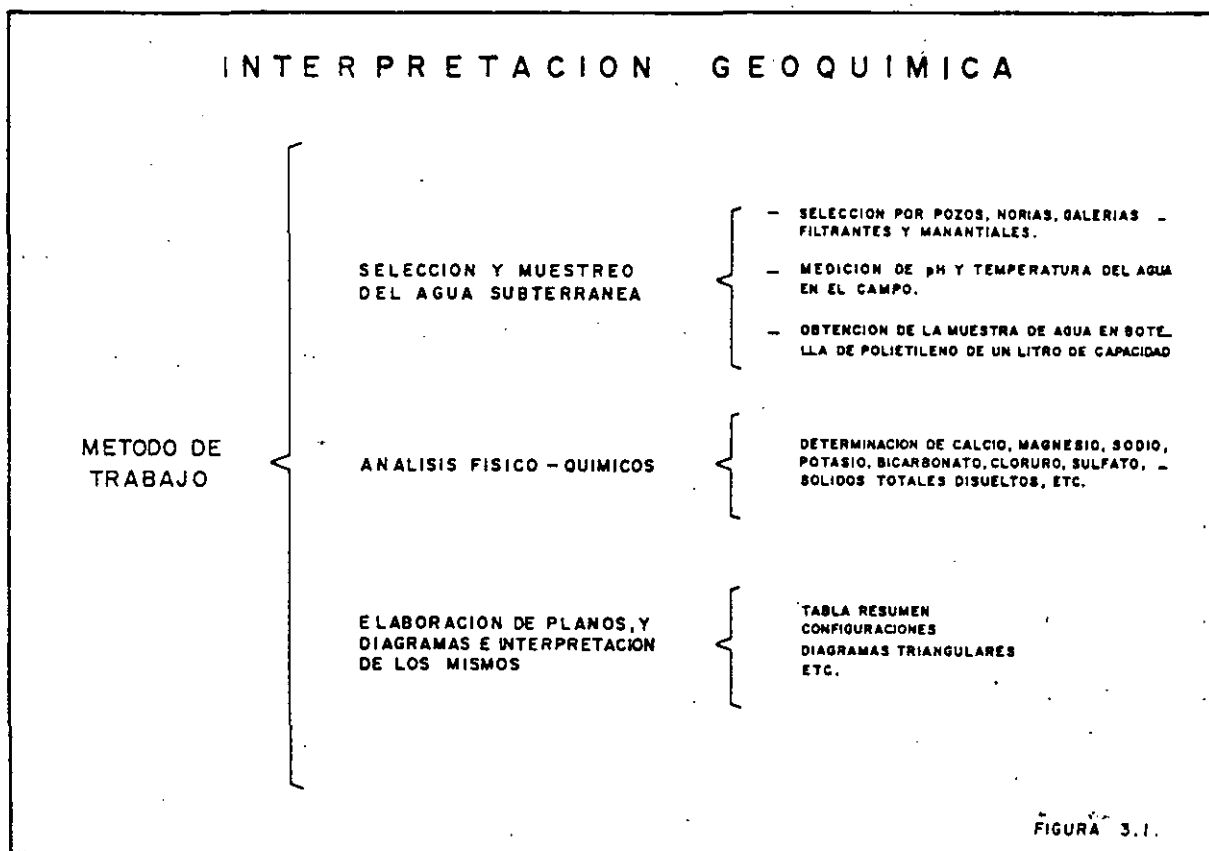 INTERPRETACION GEOQUIMICA
METODO DE
TRABAJO
SELECCION Y MUESTREO
DEL AGUA SUBTERRANEA
– SELECCION POR POZOS, NORIAS, GALERIAS –
FILTRANTES Y MANANTIALES.
– MEDICION DE pH Y TEMPERATURA DEL AGUA
EN EL CAMPO.
– OBTENCION DE LA MUESTRA DE AGUA EN BOTE–
LLA DE POLIETILENO DE UN LITRO DE CAPACIDAD
ANALISIS FISICO – QUIMICOS
DETERMINACION DE CALCIO, MAGNESIO, SODIO,
POTASIO, BICARBONATO, CLORURO, SULFATO, –
SOLIDOS TOTALES DISUELTOS, ETC.
ELABORACION DE PLANOS, Y
DIAGRAMAS E INTERPRETACION
DE LOS MISMOS
TABLA RESUMEN
CONFIGURACIONES
DIAGRAMAS TRIANGULARES
ETC.
FIGURA 3.1.